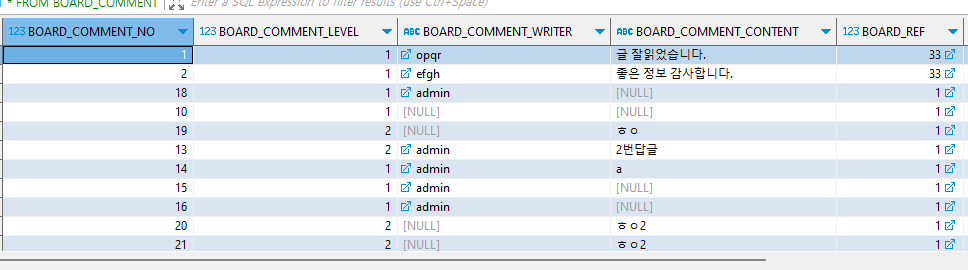 * FROM BOARD_COMMENT Enter a SQL expression to filter results (use Ctrl+Space)
123 BOARD_COMMENT_NO 123 BOARD_COMMENT_LEVEL ABC BOARD_COMMENT_WRITER ABC BOARD_COMMENT_CONTENT 123 BOARD_REF
1 1 opqr 글 잘읽었습니다. 33
2 1 efgh 좋은 정보 감사합니다. 33
18 1 admin [NULL] 1
10 1 [NULL] [NULL] 1
19 2 [NULL] ㅎㅇ 1
13 2 admin 2번답글 1
14 1 admin a 1
15 1 admin [NULL] 1
16 1 admin [NULL] 1
20 2 [NULL] ㅎㅇ2 1
21 2 [NULL] ㅎㅇ2 1